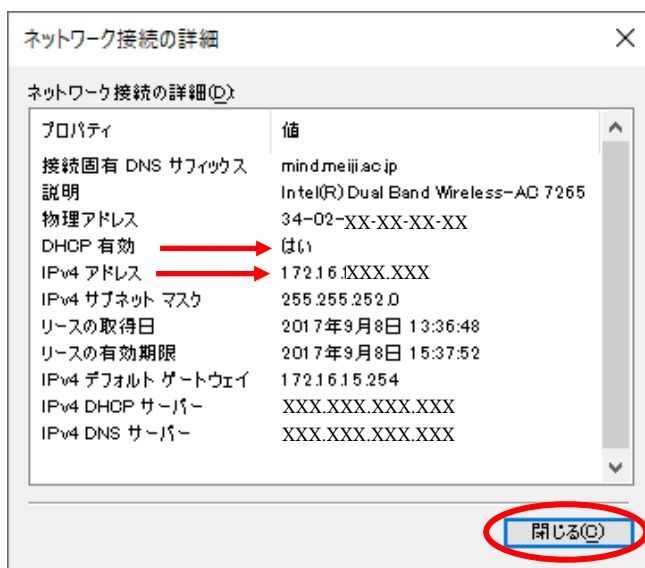 ネットワーク接続の詳細
ネットワーク接続の詳細(D):
プロパティ 値
接続固有 DNS サフィックス mind.meiji.ac.jp
説明 Intel(R) Dual Band Wireless-AC 7265
物理アドレス 34-02-XX-XX-XX-XX
DHCP 有効 はい
IPv4 アドレス 172.16.1XXX.XXX
IPv4 サブネット マスク 255.255.252.0
リースの取得日 2017年9月8日 13:36:48
リースの有効期限 2017年9月8日 15:37:52
IPv4 デフォルト ゲートウェイ 172.16.15.254
IPv4 DHCP サーバー XXX.XXX.XXX.XXX
IPv4 DNS サーバー XXX.XXX.XXX.XXX
閉じる(C)